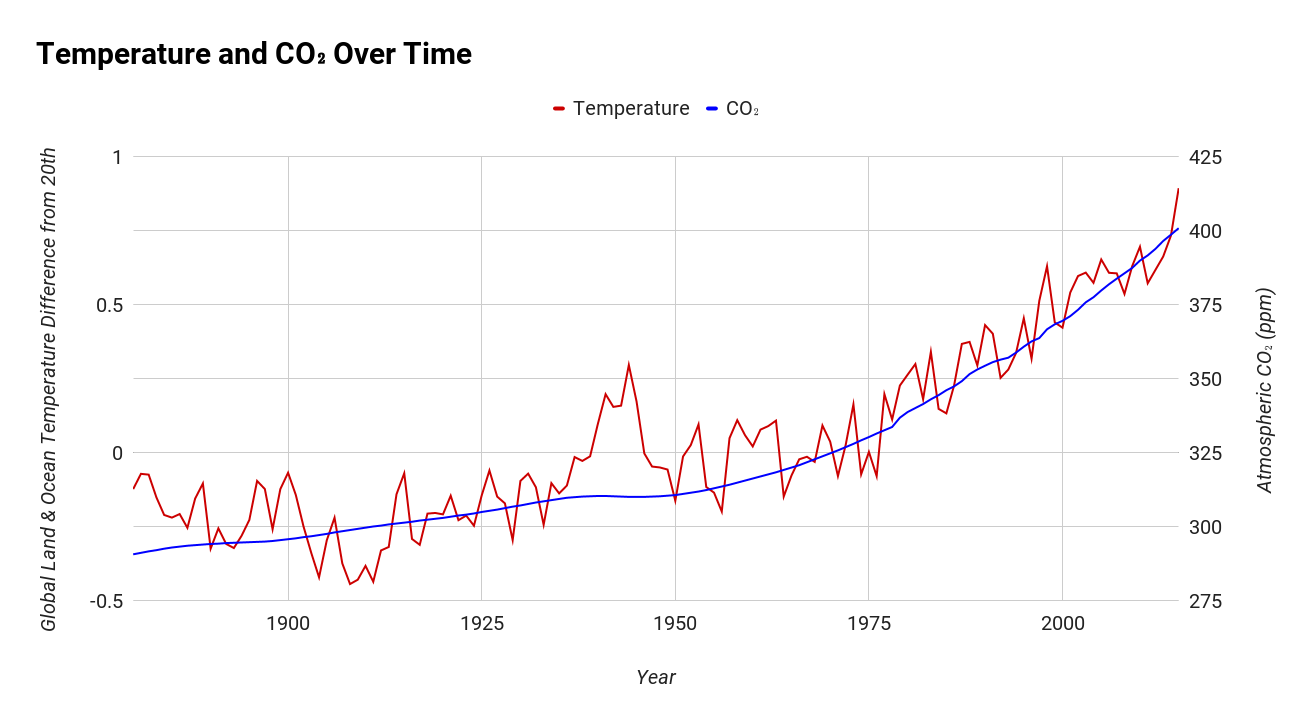 Temperature and CO₂ Over Time
Temperature CO₂
Global Land & Ocean Temperature Difference from 20th
1
0.5
0
-0.5
425
400
375
350
325
300
275
Atmospheric CO₂ (ppm)
1900 1925 1950 1975 2000
Year